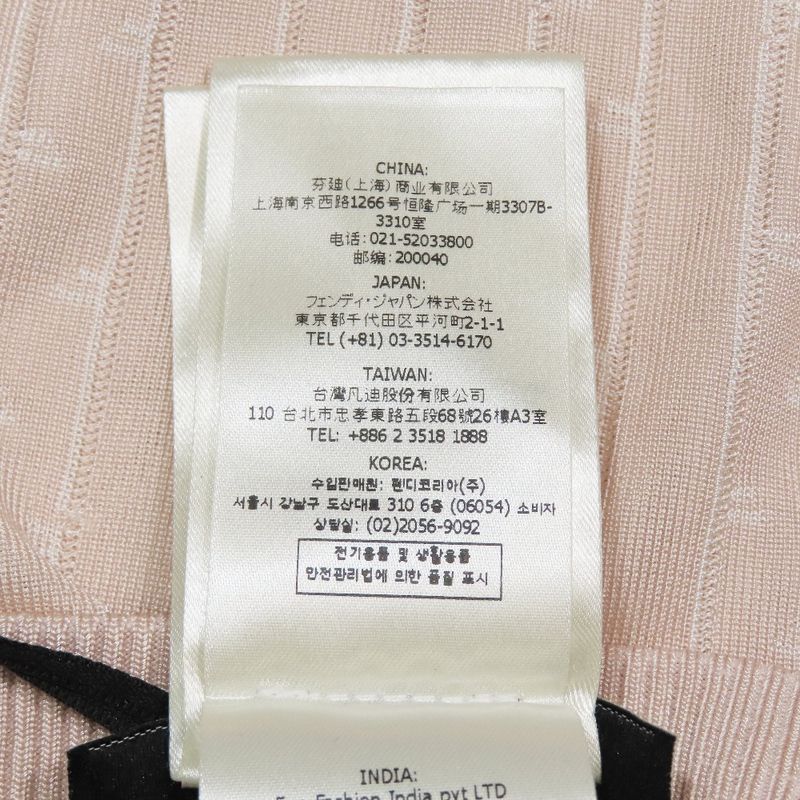 CHINA:
芬廸(上海)商业有限公司
上海南京西路1266号恒隆广场一期3307B-
3310室
电话: 021-52033800
邮编: 200040
JAPAN:
フェンディ・ジャパン株式会社
東京都千代田区平河町2-1-1
TEL (+81) 03-3514-6170
TAIWAN:
台灣凡迪股份有限公司
110 台北市忠孝東路五段68號26樓A3室
TEL: +886 2 3518 1888
KOREA:
수입판매원: 펜디코리아(주)
서울시 강남구 도산대로 310 6층 (06054) 소비자
상담실: (02)2056-9092
전기용품 및 생활용품
안전관리법에 의한 품질 표시
INDIA:
Fun Fashion India pvt LTD